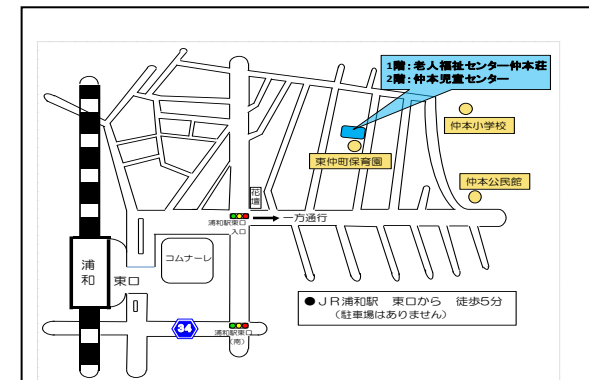 1階：老人福祉センター仲本荘
2階：仲本児童センター
仲本小学校
東仲町保育園
仲本公民館
花壇
浦和駅東口
入口
一方通行
コムナーレ
浦和
東口
●JR浦和駅　東口から　徒歩5分
（駐車場はありません）
34
浦和駅東口
（南）